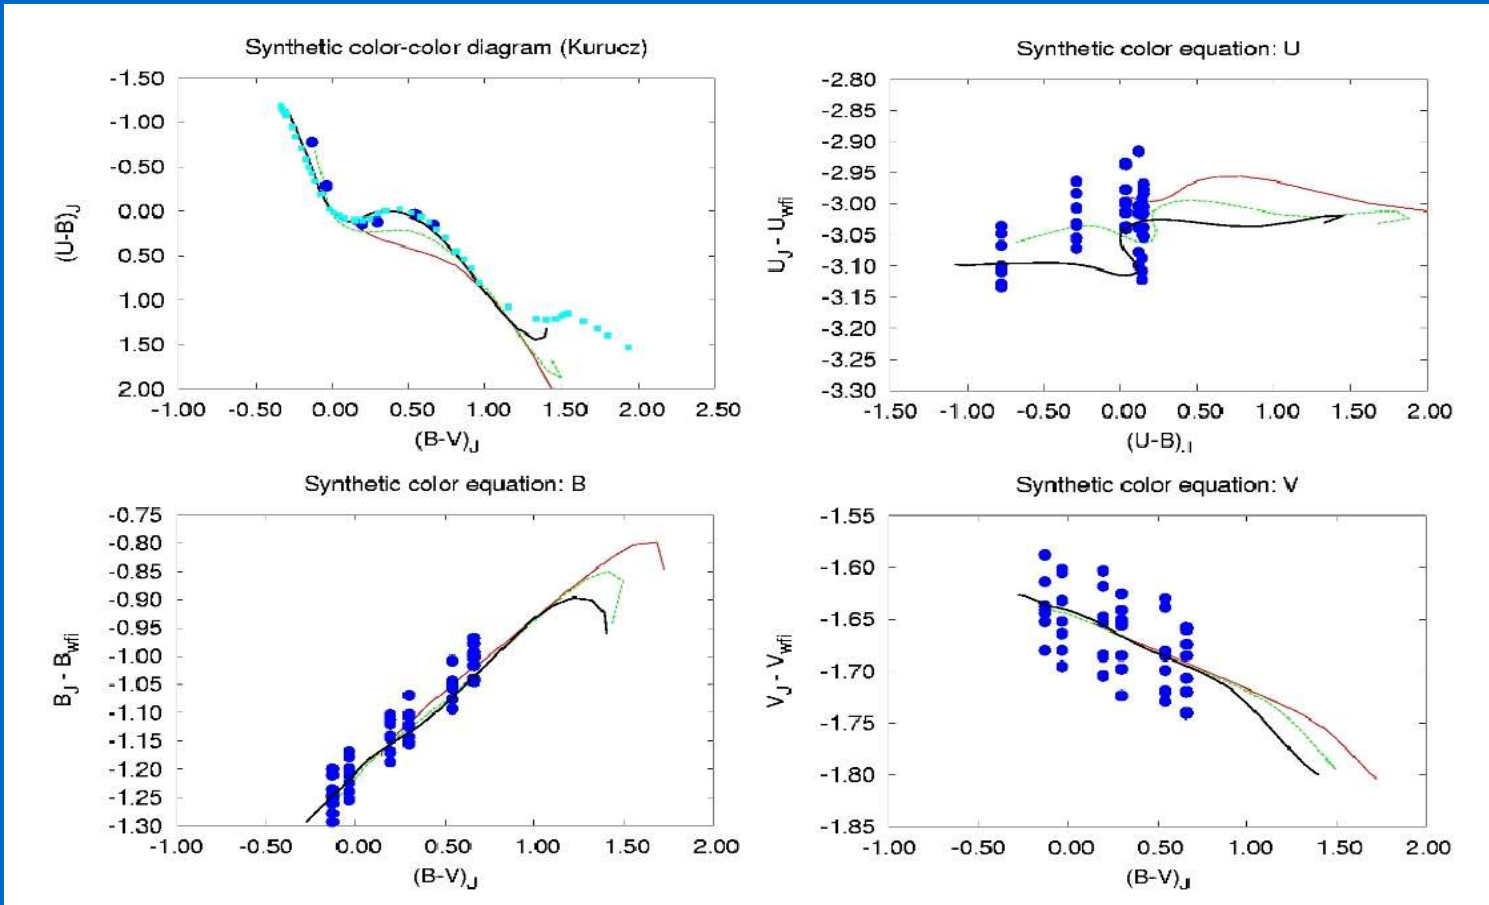 Synthetic color-color diagram (Kurucz)
-1.50
-1.00
-0.50
0.00
0.50
1.00
1.50
2.00
(U-B)J
-1.00 -0.50 0.00 0.50 1.00 1.50 2.00 2.50
(B-V)J
Synthetic color equation: U
-2.80
-2.85
-2.90
-2.95
-3.00
-3.05
-3.10
-3.15
-3.20
-3.25
-3.30
UJ - Uwfi
-1.50 -1.00 -0.50 0.00 0.50 1.00 1.50 2.00
(U-B)J
Synthetic color equation: B
-0.75
-0.80
-0.85
-0.90
-0.95
-1.00
-1.05
-1.10
-1.15
-1.20
-1.25
-1.30
BJ - Bwfi
-1.00 -0.50 0.00 0.50 1.00 1.50 2.00
(B-V)J
Synthetic color equation: V
-1.55
-1.60
-1.65
-1.70
-1.75
-1.80
-1.85
VJ - Vwfi
-1.00 -0.50 0.00 0.50 1.00 1.50 2.00
(B-V)J